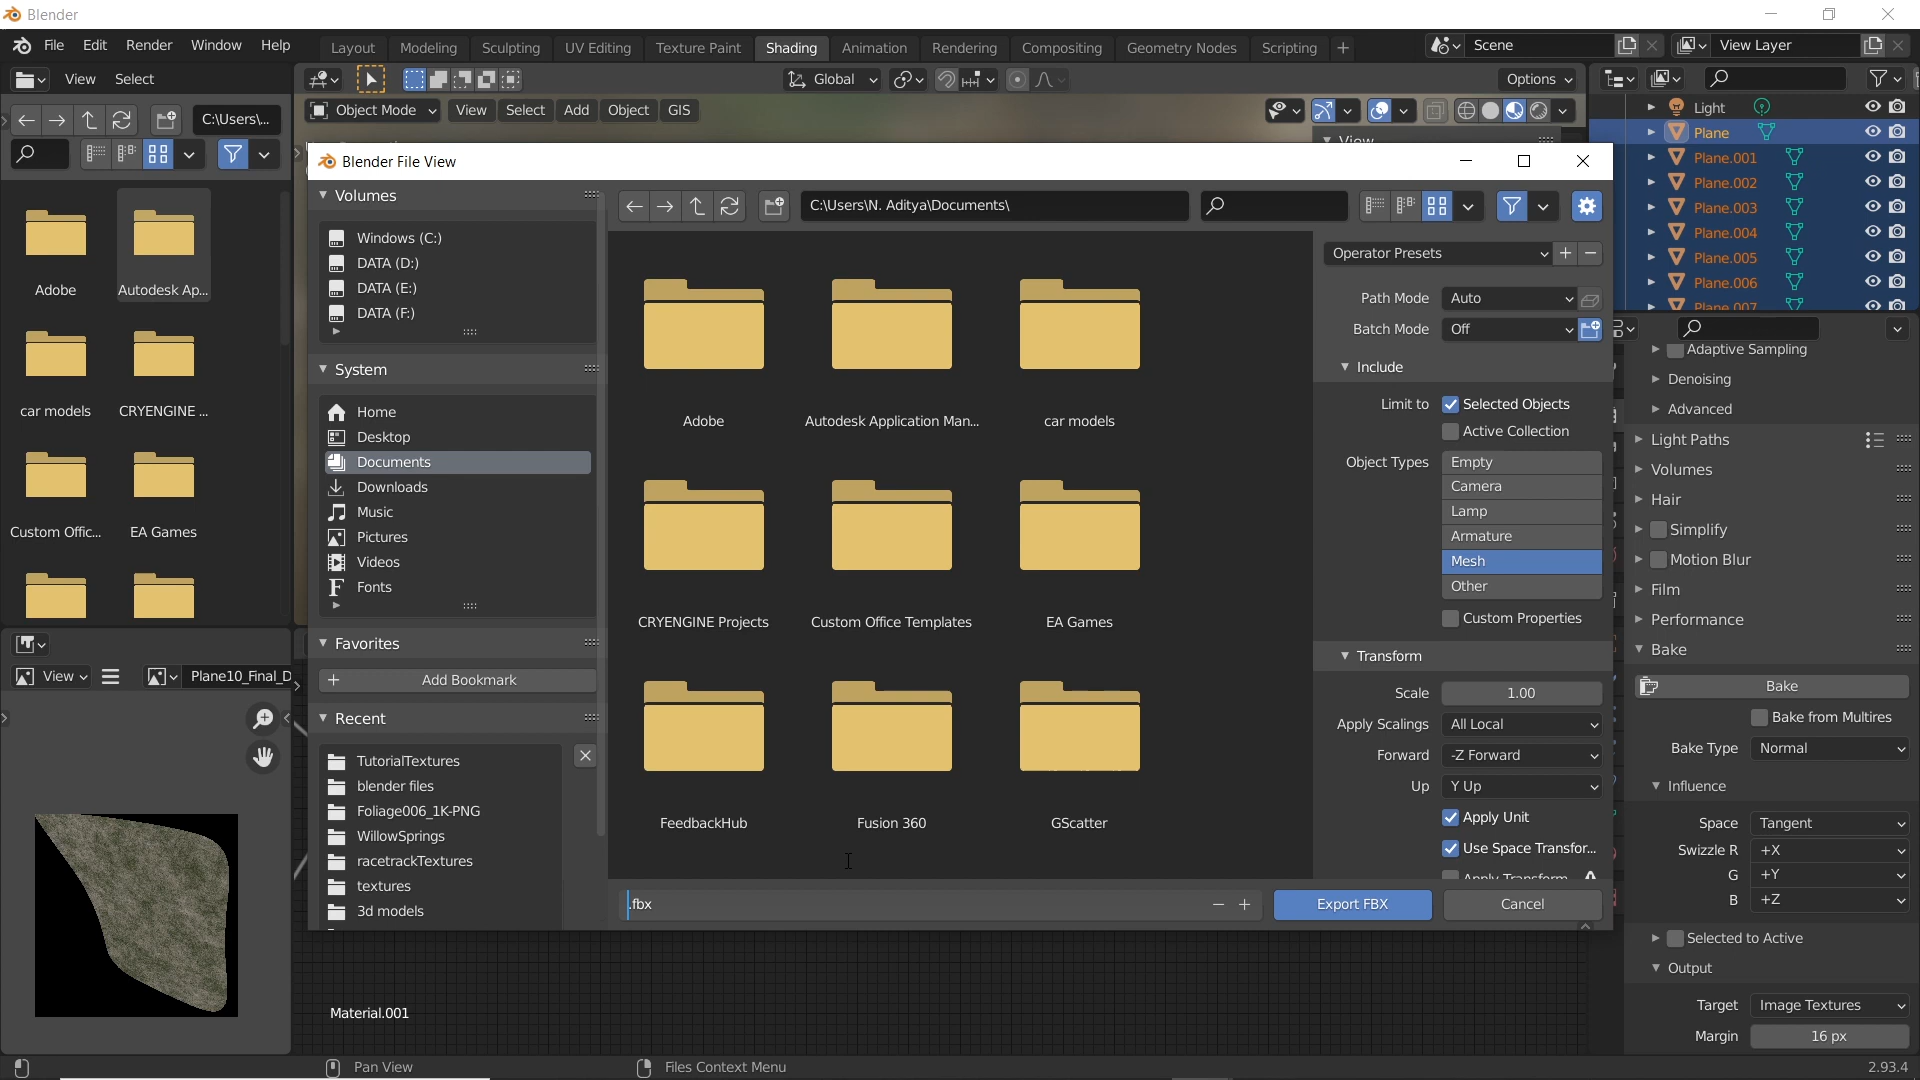 Blender
File Edit Render Window Help Layout Modeling Sculpting UV Editing Texture Paint Shading Animation Rendering Compositing Geometry Nodes Scripting + Scene View Layer
View Select Global Options
C:\Users\... Object Mode View Select Add Object GIS
Light
Plane
Plane.001
Plane.002
Plane.003
Plane.004
Plane.005
Plane.006
Plane.007
View
Adobe Autodesk Ap...
car models CRYENGINE ...
Custom Offic... EA Games
View Plane10_Final_D
Blender File View
Volumes
Windows (C:)
DATA (D:)
DATA (E:)
DATA (F:)
System
Home
Desktop
Documents
Downloads
Music
Pictures
Videos
Fonts
Favorites
Add Bookmark
Recent
TutorialTextures
blender files
Foliage006_1K-PNG
WillowSprings
racetrackTextures
textures
3d models
C:\Users\N. Aditya\Documents\
Adobe Autodesk Application Man... car models
CRYENGINE Projects Custom Office Templates EA Games
FeedbackHub Fusion 360 GScatter
.fbx
Export FBX Cancel
Operator Presets
Path Mode Auto
Batch Mode Off
Include
Limit to Selected Objects
Active Collection
Object Types Empty
Camera
Lamp
Armature
Mesh
Other
Custom Properties
Transform
Scale 1.00
Apply Scalings All Local
Forward -Z Forward
Up Y Up
Apply Unit
Use Space Transfor...
Apply Transform
Adaptive Sampling
Denoising
Advanced
Light Paths
Volumes
Hair
Simplify
Motion Blur
Film
Performance
Bake
Bake
Bake from Multires
Bake Type Normal
Influence
Space Tangent
Swizzle R +X
G +Y
B +Z
Selected to Active
Output
Target Image Textures
Margin 16 px
Material.001
Pan View Files Context Menu 2.93.4